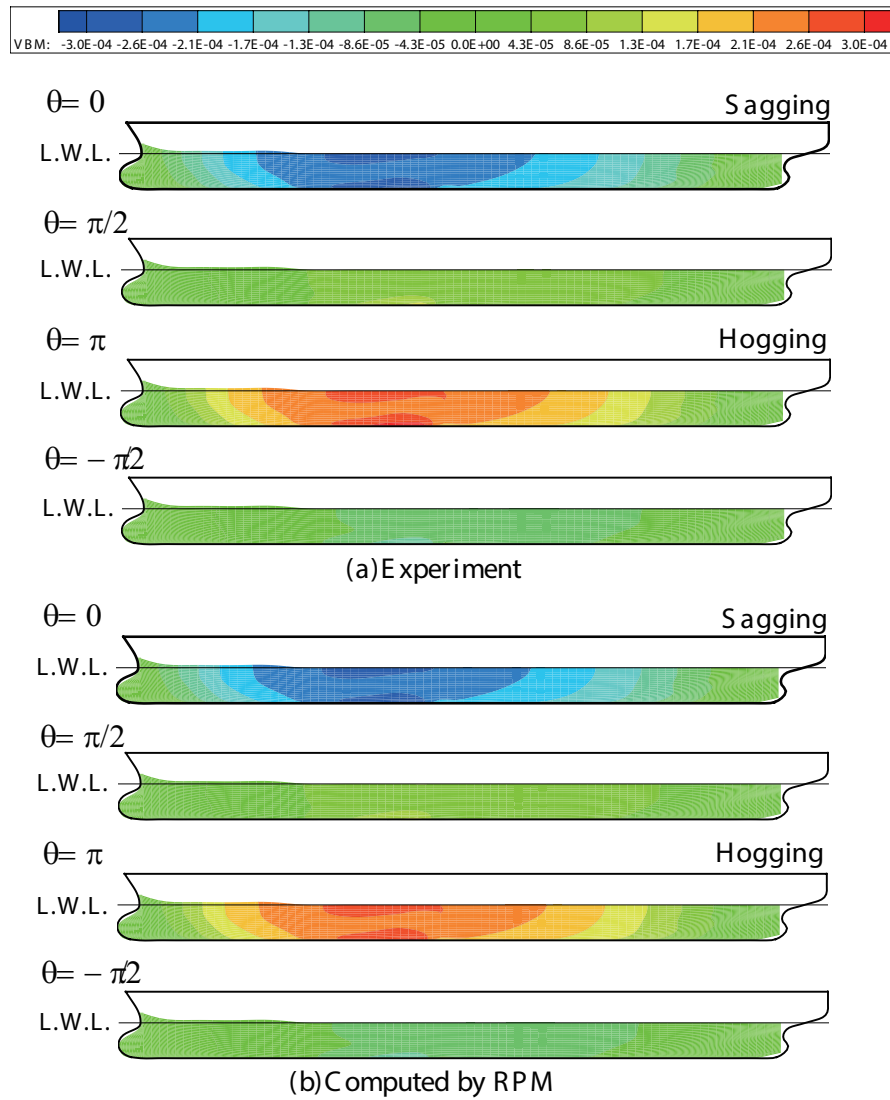 VBM: -3.0E-04 -2.6E-04 -2.1E-04 -1.7E-04 -1.3E-04 -8.6E-05 -4.3E-05 0.0E+00 4.3E-05 8.6E-05 1.3E-04 1.7E-04 2.1E-04 2.6E-04 3.0E-04
θ= 0 Sagging
L.W.L.
θ= π/2
L.W.L.
θ= π Hogging
L.W.L.
θ= − π/2
L.W.L.
(a)Experiment
θ= 0 Sagging
L.W.L.
θ= π/2
L.W.L.
θ= π Hogging
L.W.L.
θ= − π/2
L.W.L.
(b)Computed by RPM